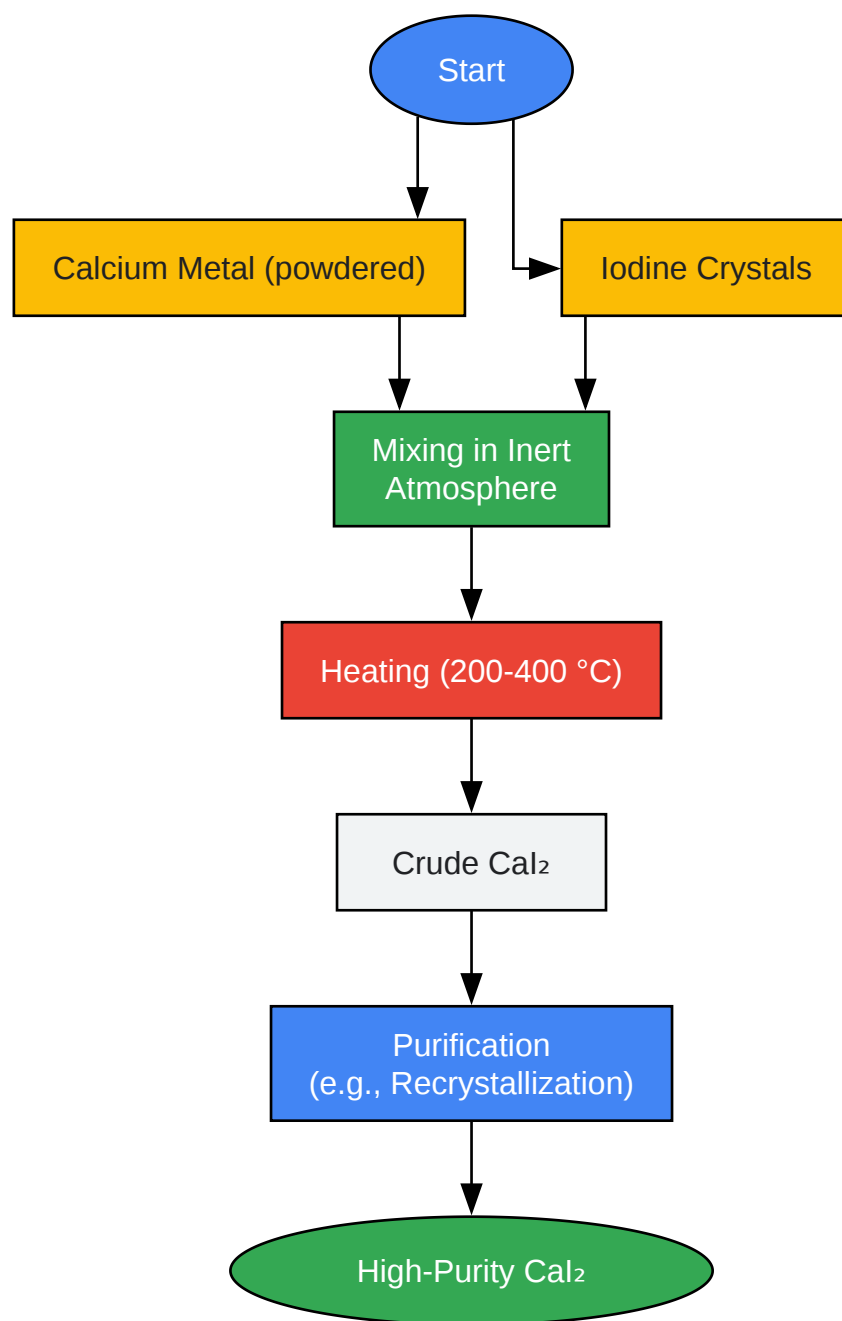 Start
Calcium Metal (powdered)
Iodine Crystals
Mixing in Inert
Atmosphere
Heating (200-400 °C)
Crude CaI₂
Purification
(e.g., Recrystallization)
High-Purity CaI₂